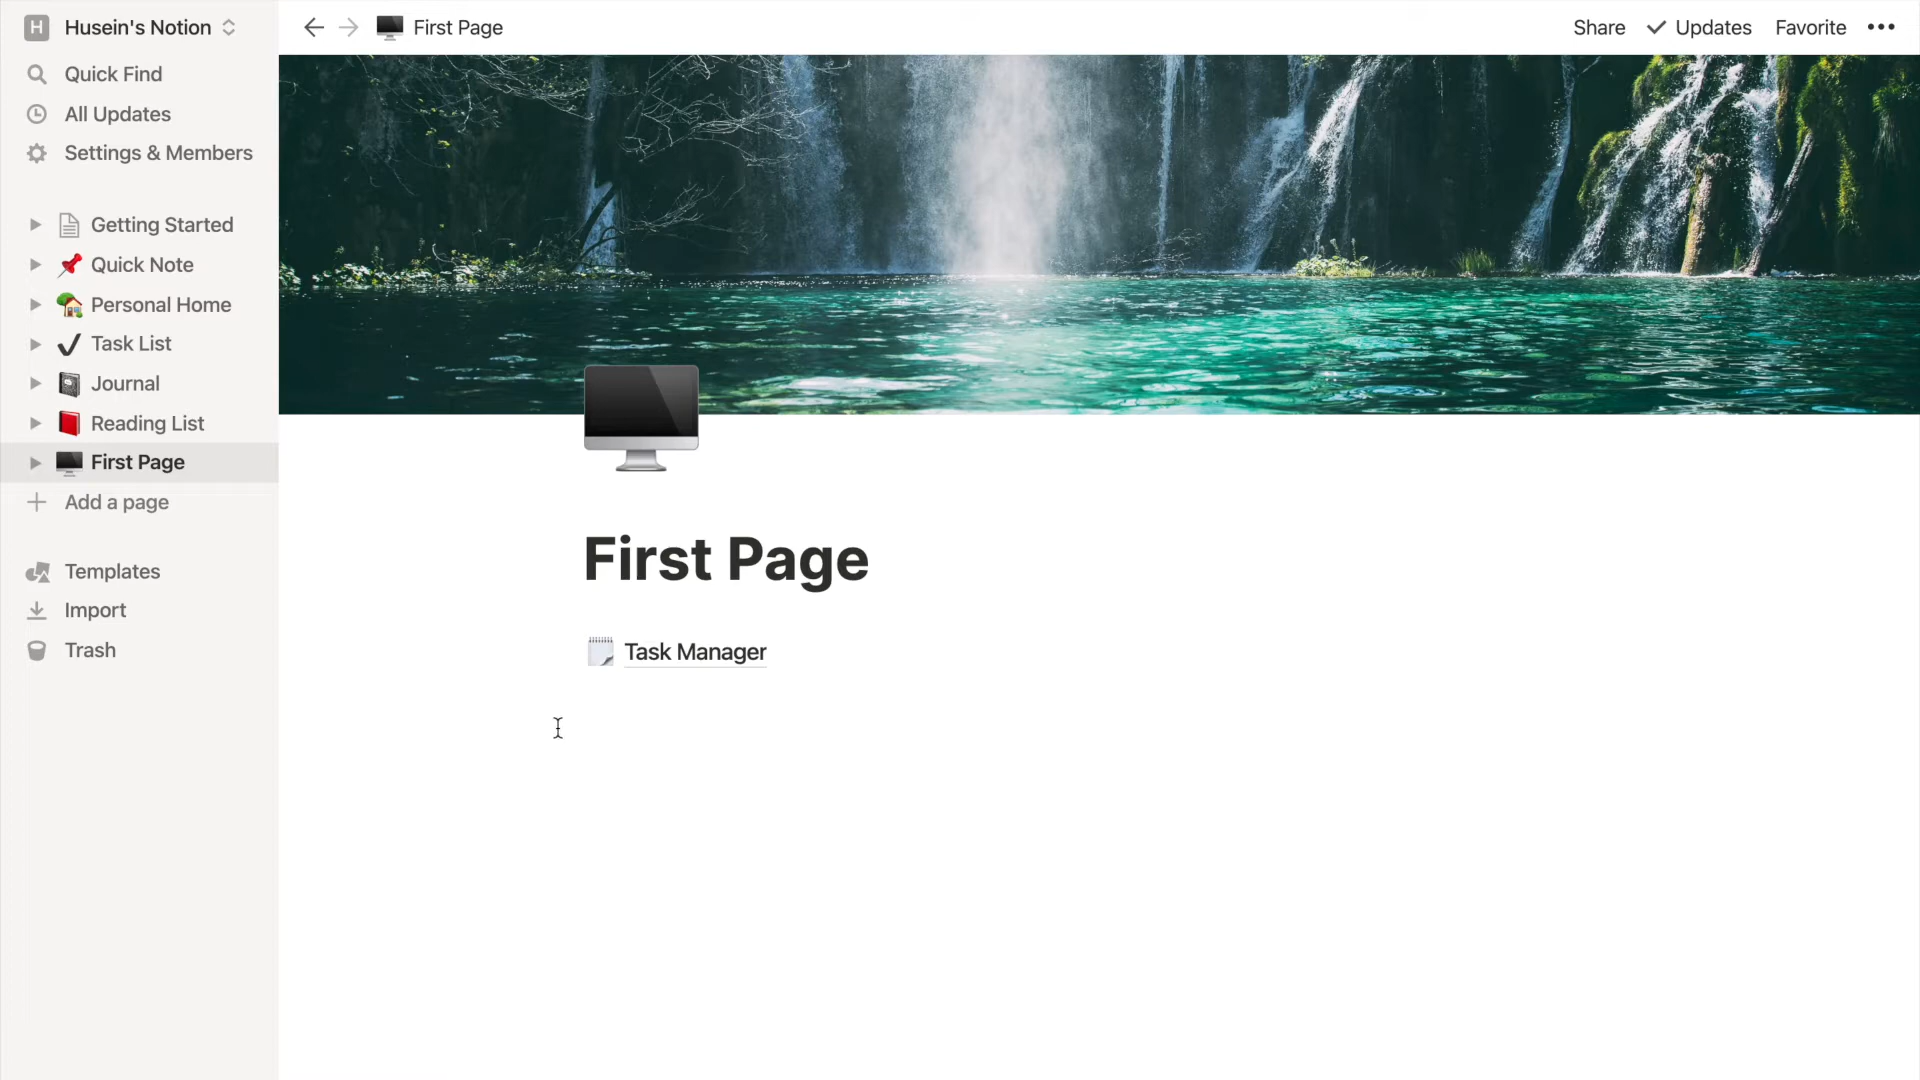 H Husein's Notion
Quick Find
All Updates
Settings & Members
Getting Started
Quick Note
Personal Home
Task List
Journal
Reading List
First Page
Add a page
Templates
Import
Trash
First Page
Share
Updates
Favorite
First Page
Task Manager